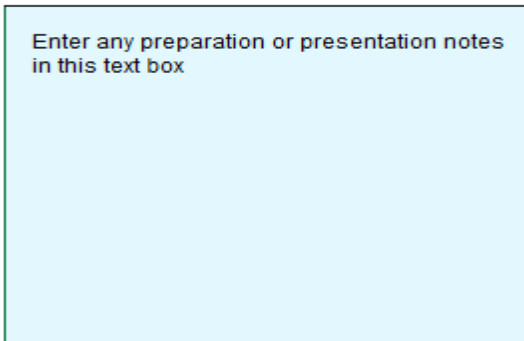 Enter any preparation or presentation notes
in this text box